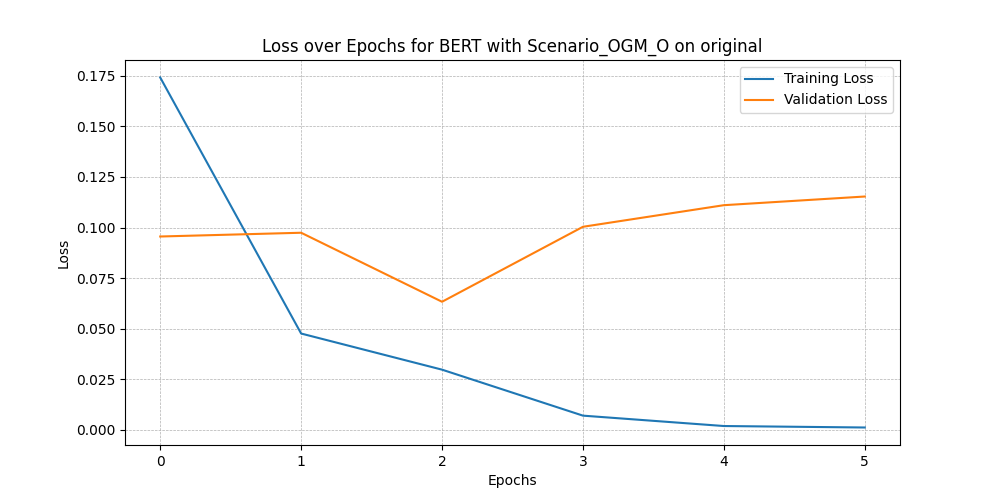 Loss over Epochs for BERT with Scenario_OGM_O on original
Training Loss
Validation Loss
0.175
0.150
0.125
0.100
0.075
0.050
0.025
0.000
Loss
0 1 2 3 4 5
Epochs